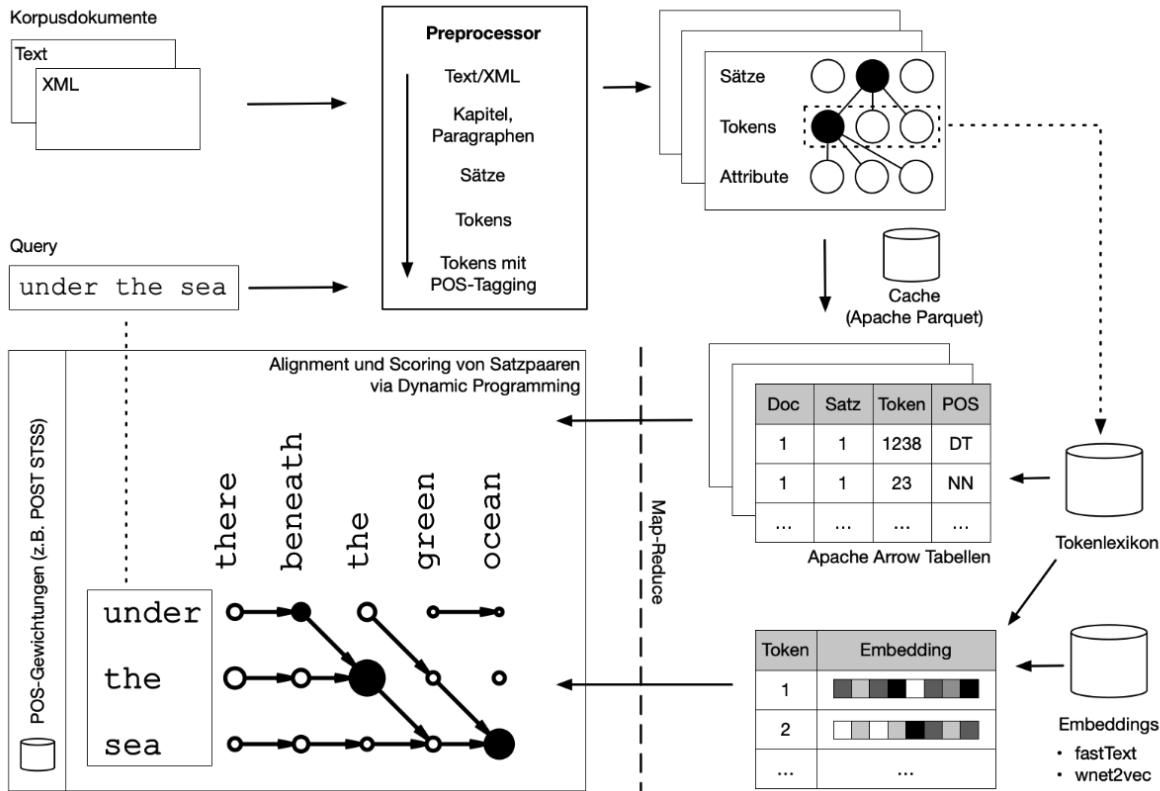 Korpusdokumente
Text
XML
Query
under the sea
Preprocessor
Text/XML
Kapitel,
Paragraphen
Sätze
Tokens
Tokens mit
POS-Tagging
Sätze
Tokens
Attribute
Cache
(Apache Parquet)
POS-Gewichtungen (z.B. POST STSS)
Alignment und Scoring von Satzpaaren
via Dynamic Programming
there
beneath
the
green
ocean
under
the
sea
Map-Reduce
Doc Satz Token POS
1 1 1238 DT
1 1 23 NN
... ... ... ...
Apache Arrow Tabellen
Tokenlexikon
Token Embedding
1
2
... ...
Embeddings
• fastText
• wnet2vec